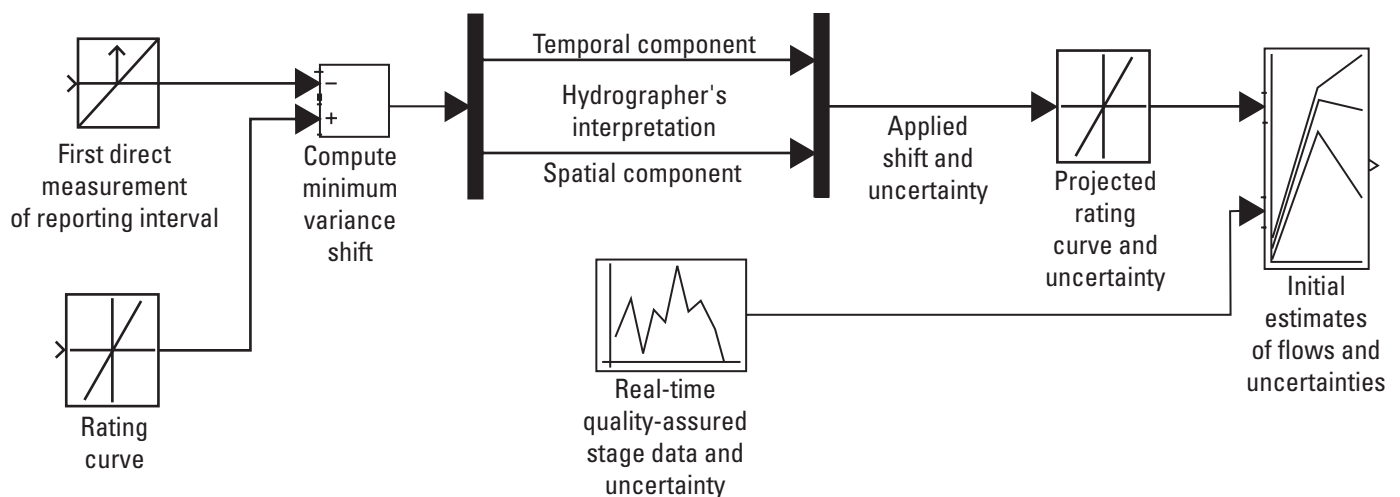 First direct
measurement
of reporting interval
Rating
curve
−
+
Compute
minimum
variance
shift
Temporal component
Hydrographer's
interpretation
Spatial component
Applied
shift and
uncertainty
Projected
rating
curve and
uncertainty
Real-time
quality-assured
stage data and
uncertainty
Initial
estimates
of flows and
uncertainties